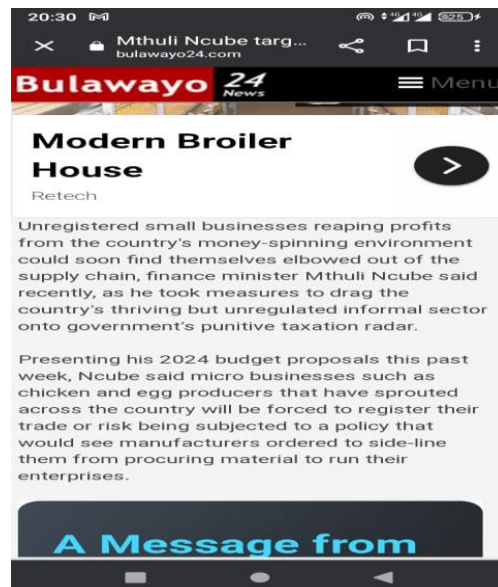 20:30
825
Mthuli Ncube targ...
bulawayo24.com
Bulawayo 24 News
Menu
Modern Broiler
House
Retech
Unregistered small businesses reaping profits
from the country's money-spinning environment
could soon find themselves elbowed out of the
supply chain, finance minister Mthuli Ncube said
recently, as he took measures to drag the
country's thriving but unregulated informal sector
onto government's punitive taxation radar.
Presenting his 2024 budget proposals this past
week, Ncube said micro businesses such as
chicken and egg producers that have sprouted
across the country will be forced to register their
trade or risk being subjected to a policy that
would see manufacturers ordered to side-line
them from procuring material to run their
enterprises.
A Message from